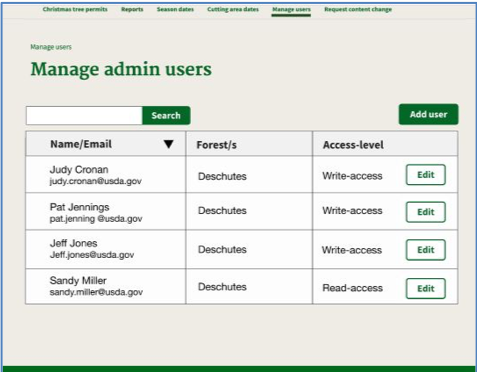 Christmas tree permits Reports Season dates Cutting area dates Manage users Request content change
Manage users
Manage admin users
Search
Add user
Name/Email ▼ Forest/s Access-level
Judy Cronan
judy.cronan@usda.gov Deschutes Write-access Edit
Pat Jennings
pat.jenning @usda.gov Deschutes Write-access Edit
Jeff Jones
Jeff.jones@usda.gov Deschutes Write-access Edit
Sandy Miller
sandy.miller@usda.gov Deschutes Read-access Edit